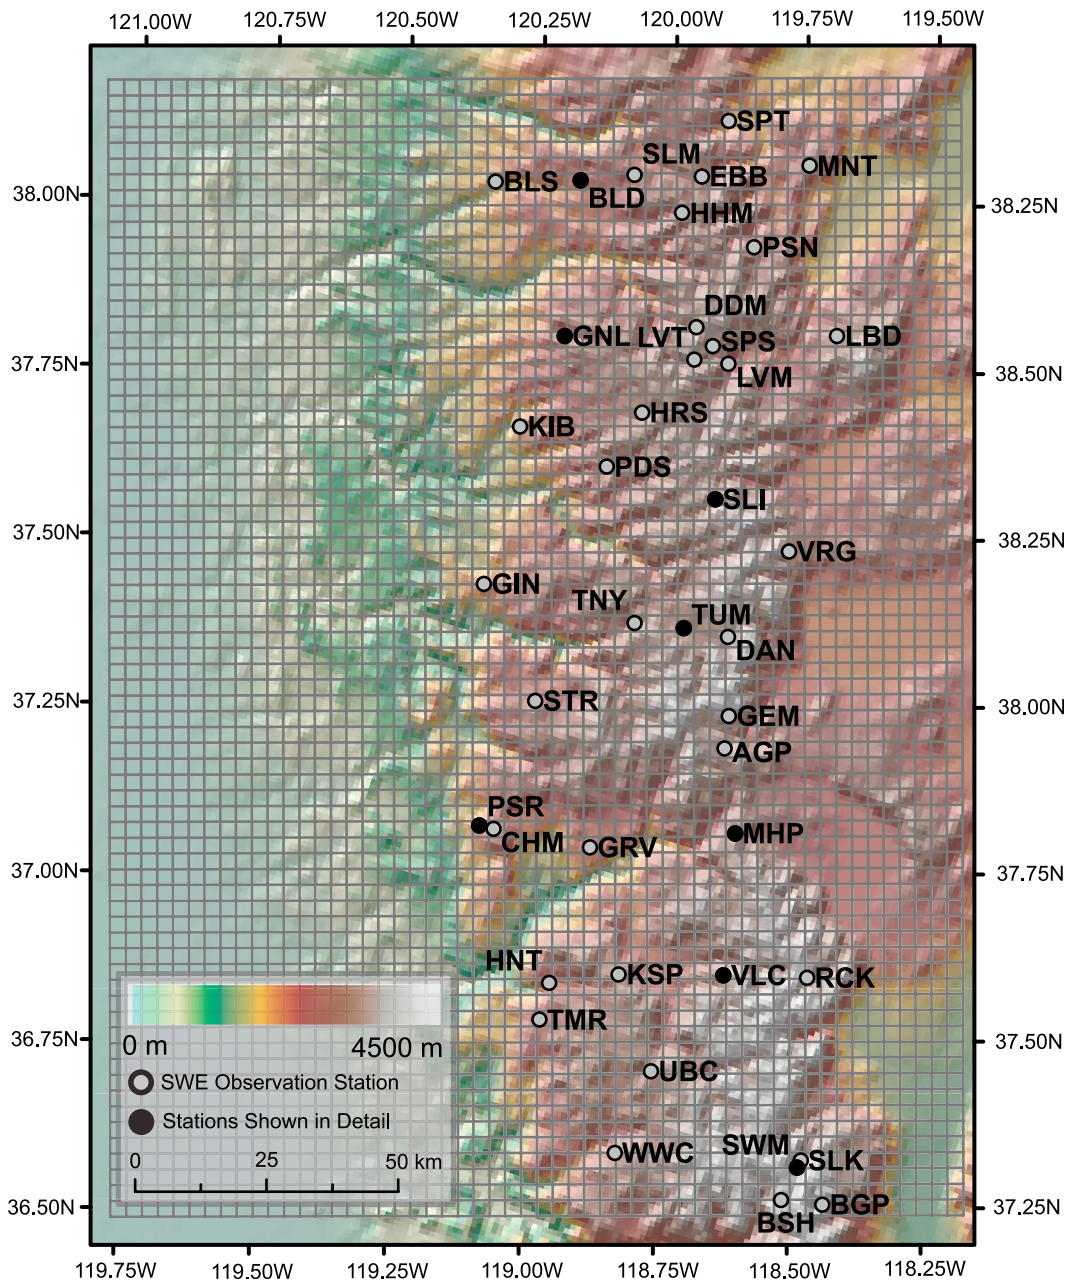 121.00W 120.75W 120.50W 120.25W 120.00W 119.75W 119.50W
SPT
SLM
MNT
BLS
EBB
38.00N
BLD
38.25N
HHM
PSN
DDM
GNL LVT
SPS
LBD
37.75N
LVM
38.50N
HRS
KIB
PDS
SLI
37.50N
38.25N
VRG
GIN
TNY
TUM
DAN
STR
37.25N
GEM
38.00N
AGP
PSR
CHM
GRV
MHP
37.00N
37.75N
HNT
KSP
VLC
RCK
TMR
36.75N
37.50N
0 m 4500 m
UBC
SWE Observation Station
Stations Shown in Detail
SWM
WWC
SLK
0 25 50 km
36.50N
BGP
37.25N
BSH
119.75W 119.50W 119.25W 119.00W 118.75W 118.50W 118.25W